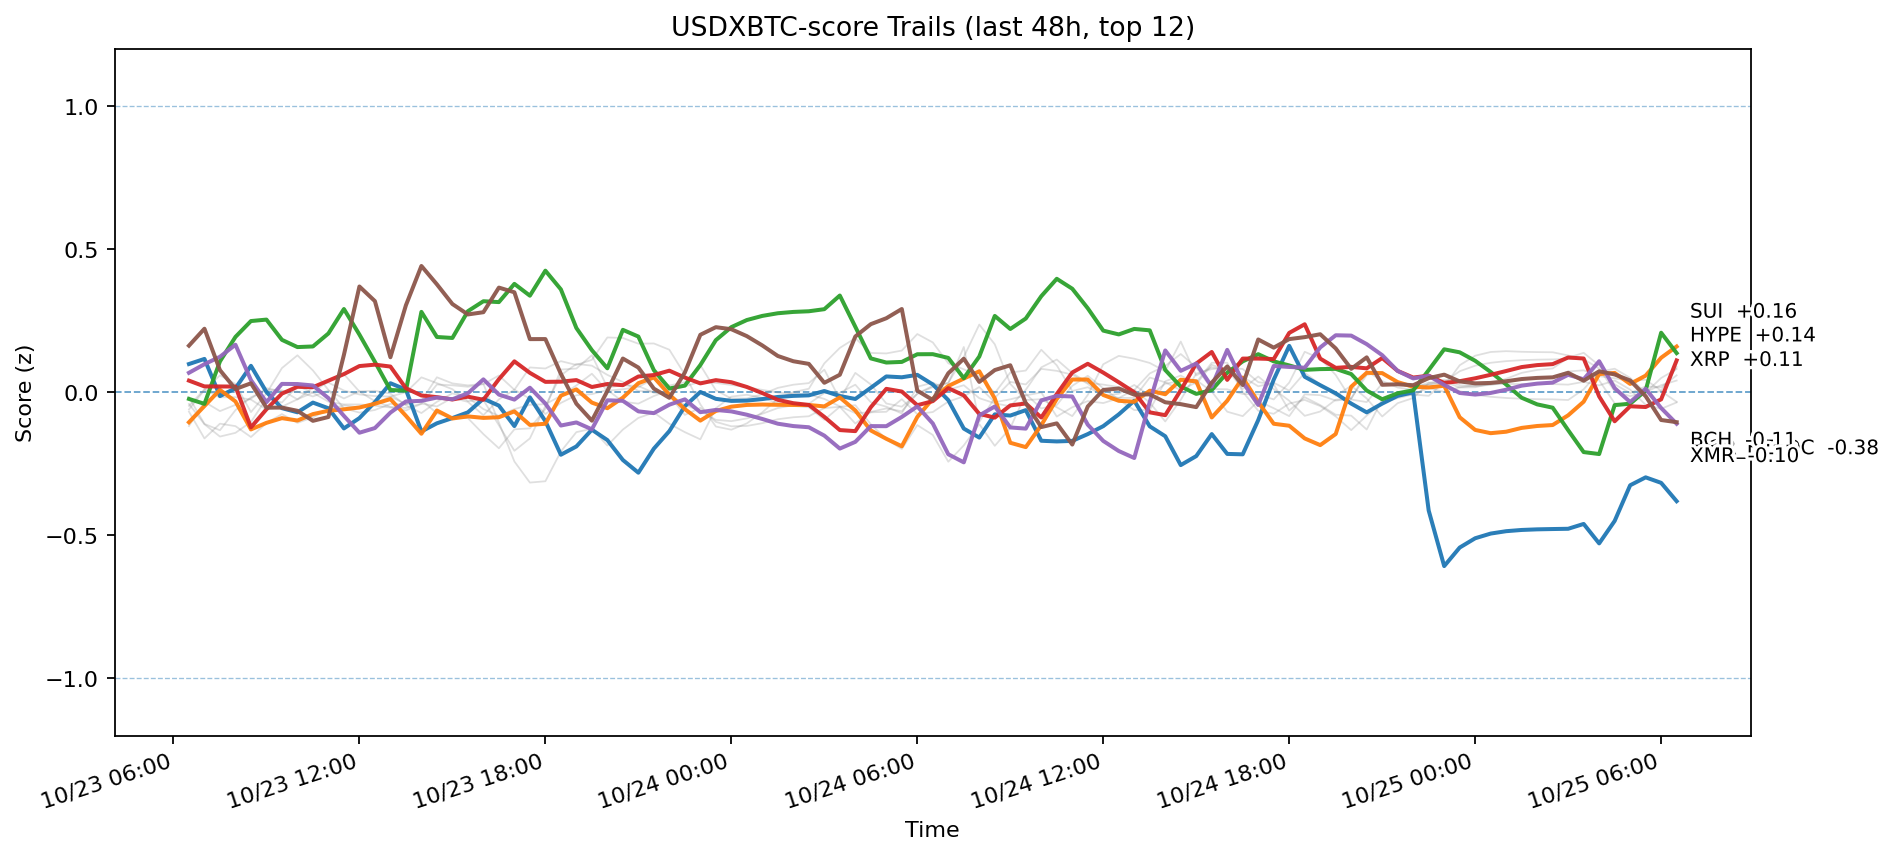 USDXBTC-score Trails (last 48h, top 12)
Score (z)
1.0
0.5
0.0
−0.5
−1.0
SUI +0.16
HYPE +0.14
XRP +0.11
BCH -0.11
-0.38
XMR -0.10
10/23 06:00
10/23 12:00
10/23 18:00
10/24 00:00
10/24 06:00
10/24 12:00
10/24 18:00
10/25 00:00
10/25 06:00
Time